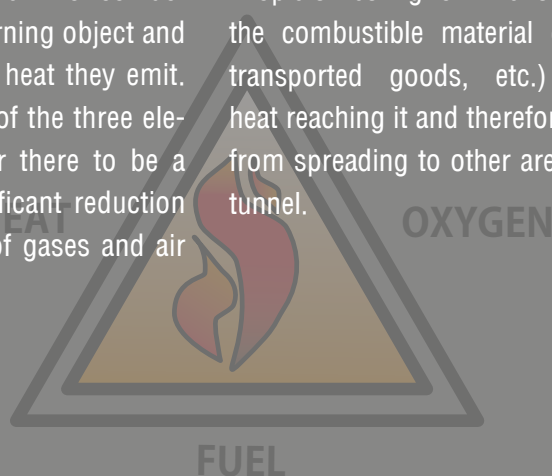 rning object and
heat they emit.
of the three ele-
r there to be a
ficant reduction
of gases and air
the combustible material
transported goods, etc.)
heat reaching it and therefor
from spreading to other are
tunnel.
HEAT
OXYGEN
FUEL